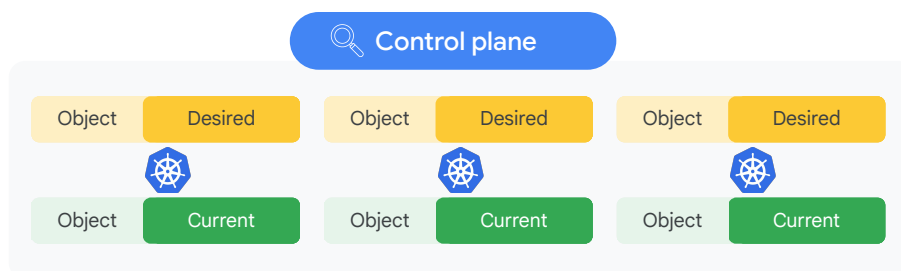 Control plane
Object Desired Object Desired Object Desired
Object Current Object Current Object Current